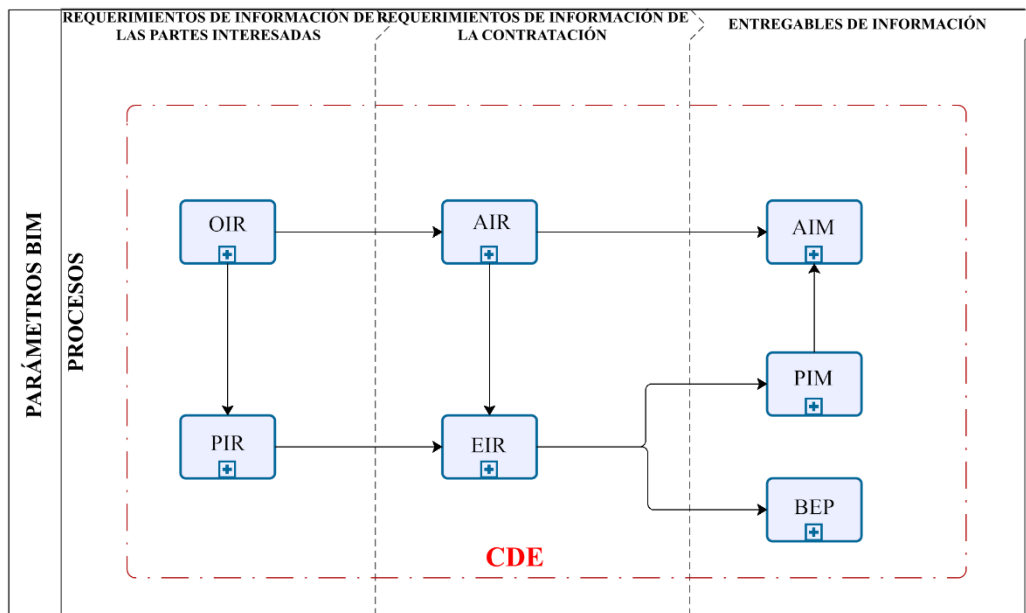 REQUERIMIENTOS DE INFORMACIÓN DE
LAS PARTES INTERESADAS
REQUERIMIENTOS DE INFORMACIÓN DE
LA CONTRATACIÓN
ENTREGABLES DE INFORMACIÓN
PARÁMETROS BIM
PROCESOS
OIR
AIR
AIM
PIM
PIR
EIR
BEP
CDE